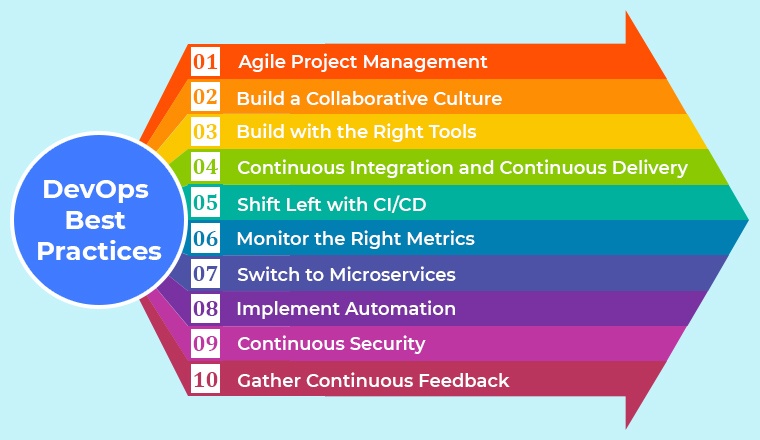 DevOps
Best
Practices
01 Agile Project Management
02 Build a Collaborative Culture
03 Build with the Right Tools
04 Continuous Integration and Continuous Delivery
05 Shift Left with CI/CD
06 Monitor the Right Metrics
07 Switch to Microservices
08 Implement Automation
09 Continuous Security
10 Gather Continuous Feedback